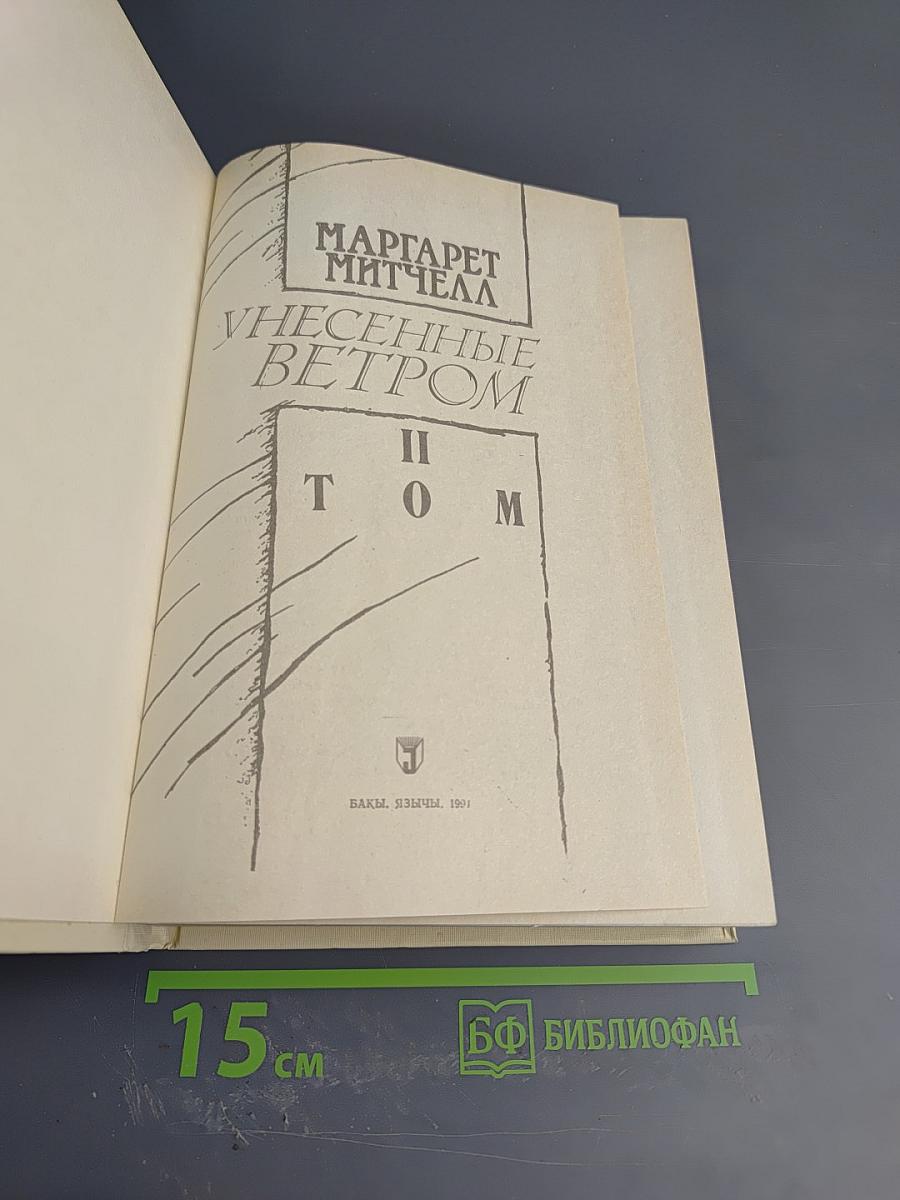 МАРГАРЕТ
МИТЧЕЛЛ
УНЕСЕННЫЕ
ВЕТРОМ
II
ТОМ
БАКЫ. ЯЗЫЧЫ. 1991
15 см
БФ БИБЛИОФАН